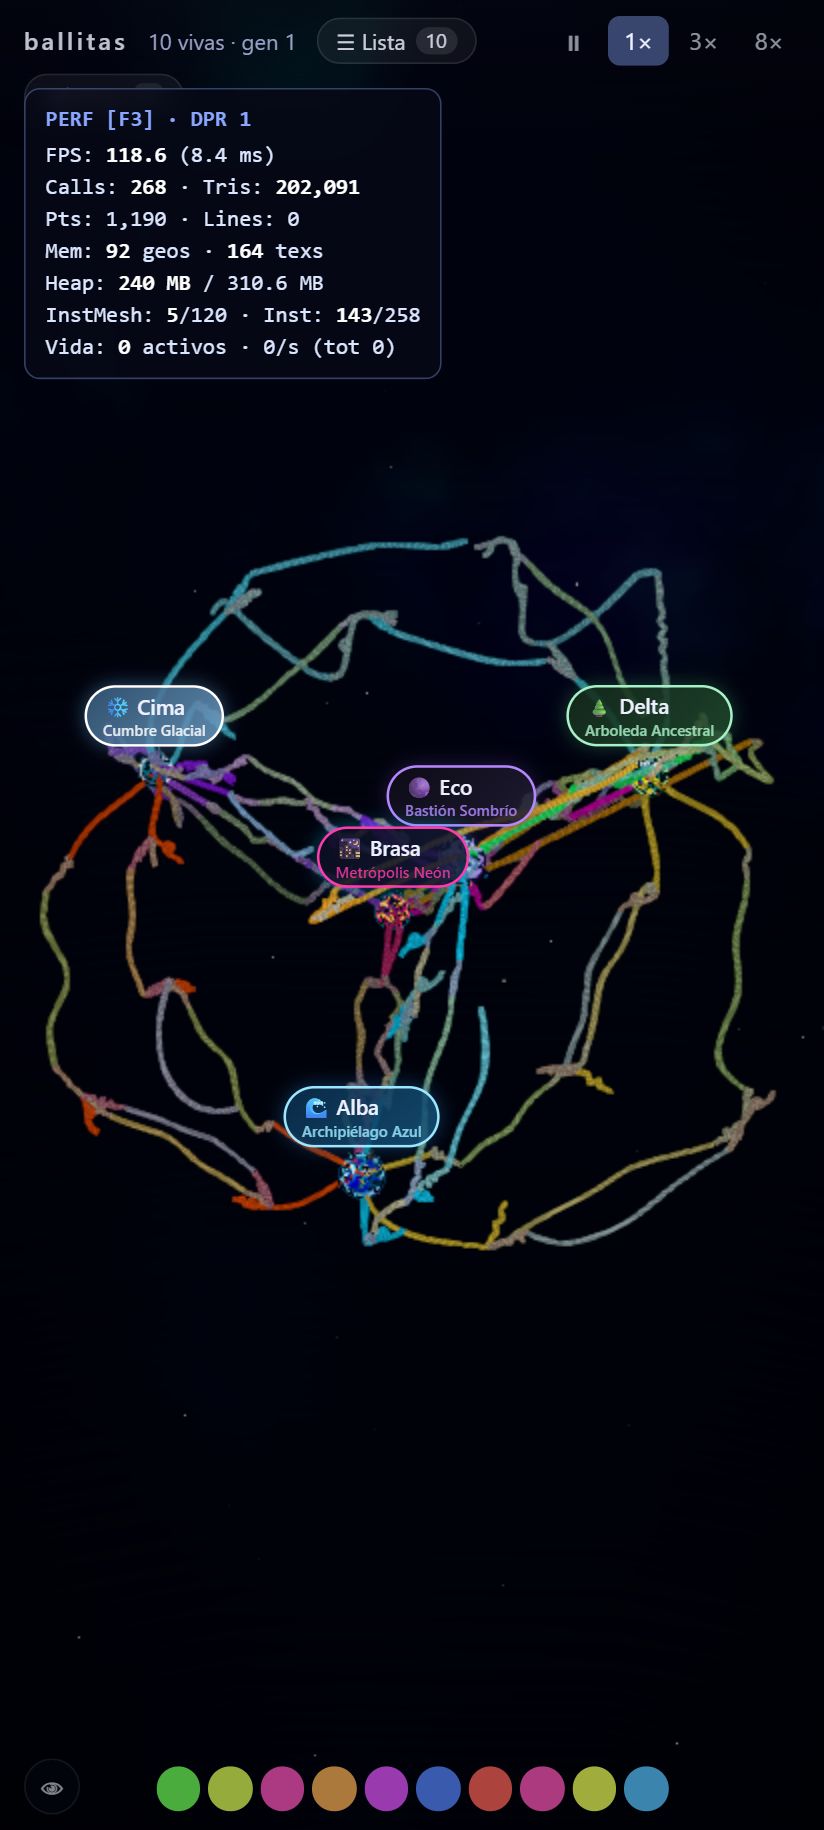 ballitas 10 vivas · gen 1 ☰ Lista 10 ⏸ 1× 3× 8×
PERF [F3] · DPR 1
FPS: 118.6 (8.4 ms)
Calls: 268 · Tris: 202,091
Pts: 1,190 · Lines: 0
Mem: 92 geos · 164 texs
Heap: 240 MB / 310.6 MB
InstMesh: 5/120 · Inst: 143/258
Vida: 0 activos · 0/s (tot 0)
Cima
Cumbre Glacial
Delta
Arboleda Ancestral
Eco
Bastión Sombrío
Brasa
Metrópolis Neón
Alba
Archipiélago Azul